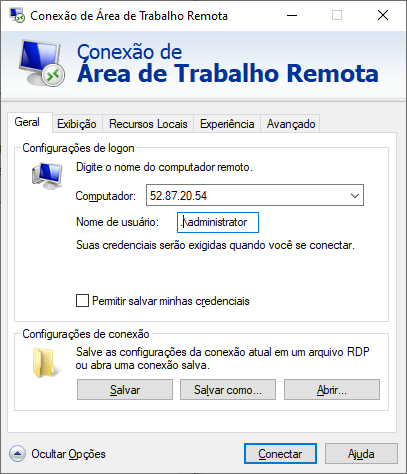 Conexão de Área de Trabalho Remota
Conexão de
Área de Trabalho Remota
Geral Exibição Recursos Locais Experiência Avançado
Configurações de logon
Digite o nome do computador remoto.
Computador: 52.87.20.54
Nome de usuário: .\administrator
Suas credenciais serão exigidas quando você se conectar.
Permitir salvar minhas credenciais
Configurações de conexão
Salve as configurações da conexão atual em um arquivo RDP
ou abra uma conexão salva.
Salvar Salvar como... Abrir...
Ocultar Opções Conectar Ajuda